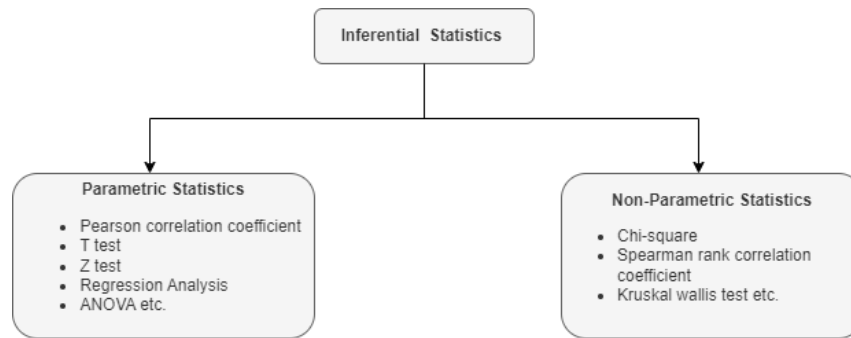 Inferential Statistics
Parametric Statistics
• Pearson correlation coefficient
• T test
• Z test
• Regression Analysis
• ANOVA etc.
Non-Parametric Statistics
• Chi-square
• Spearman rank correlation
coefficient
• Kruskal wallis test etc.